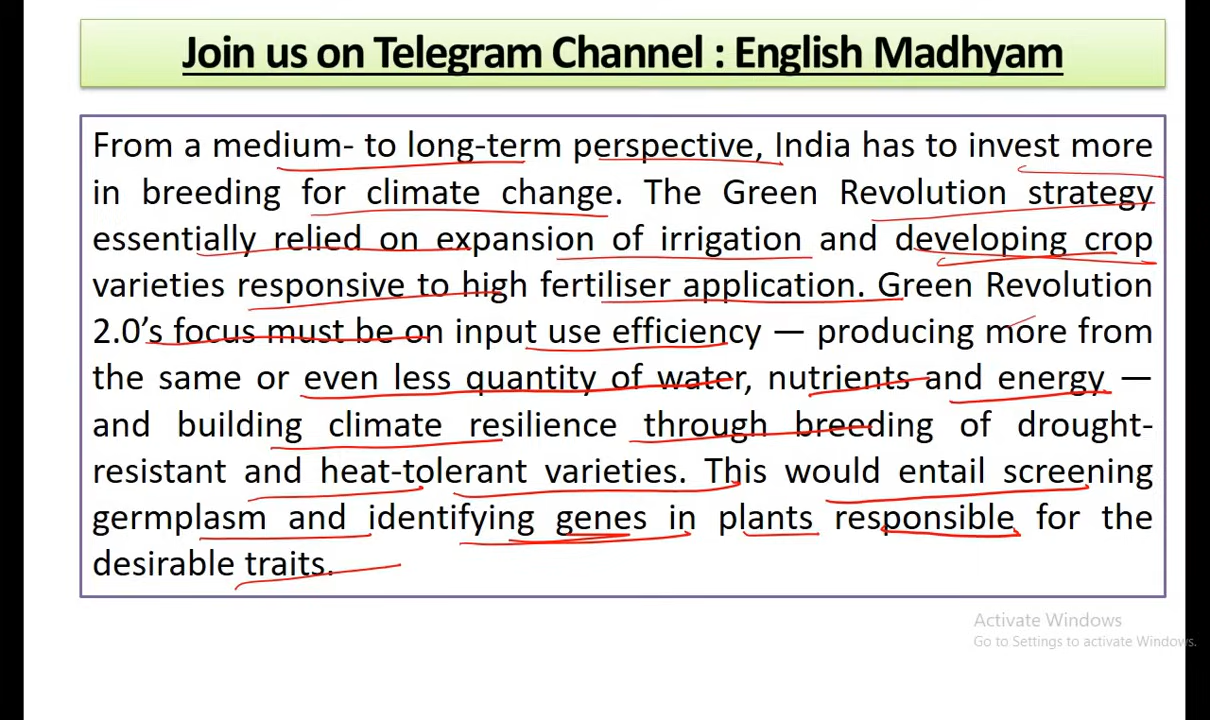 Join us on Telegram Channel : English Madhyam
From a medium- to long-term perspective, India has to invest more
in breeding for climate change. The Green Revolution strategy
essentially relied on expansion of irrigation and developing crop
varieties responsive to high fertiliser application. Green Revolution
2.0's focus must be on input use efficiency — producing more from
the same or even less quantity of water, nutrients and energy —
and building climate resilience through breeding of drought-
resistant and heat-tolerant varieties. This would entail screening
germplasm and identifying genes in plants responsible for the
desirable traits.
Activate Windows
Go to Settings to activate Windows.